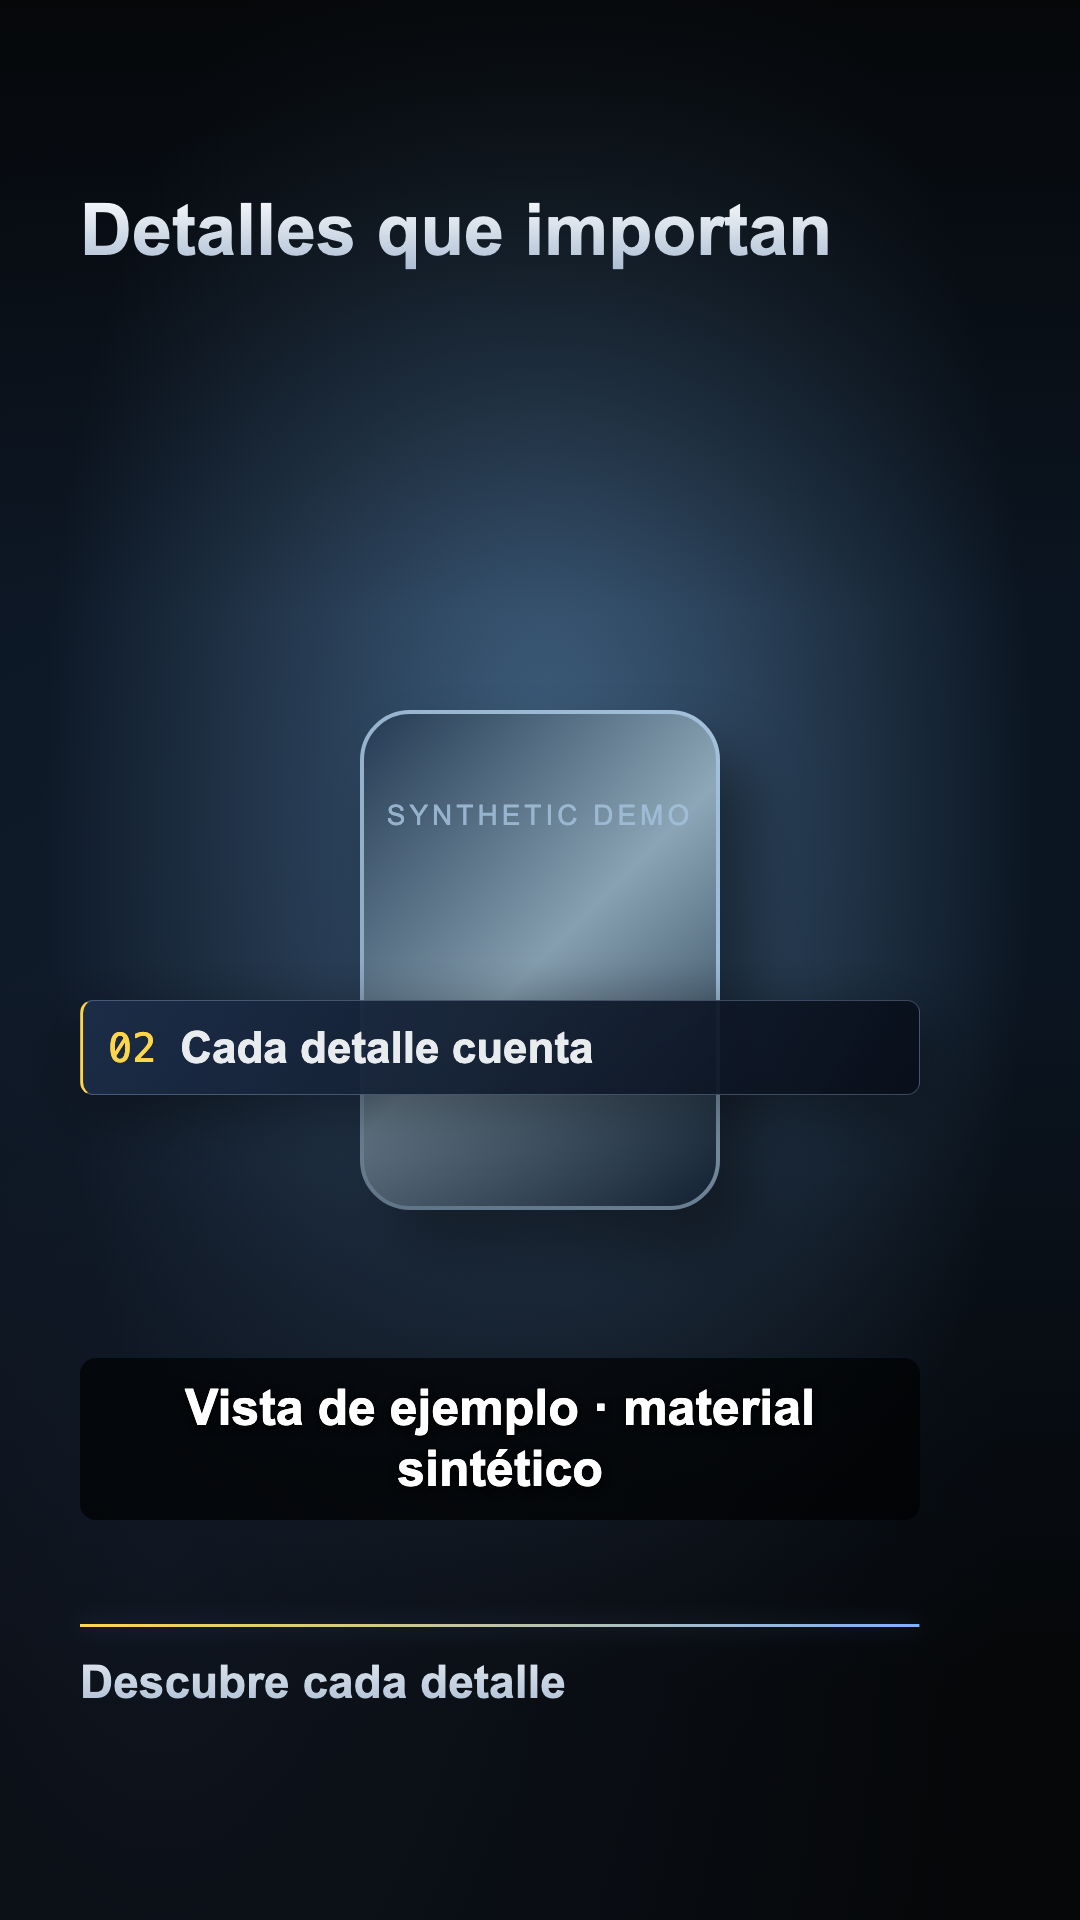 Detalles que importan
SYNTHETIC DEMO
02 Cada detalle cuenta
Vista de ejemplo · material
sintético
Descubre cada detalle